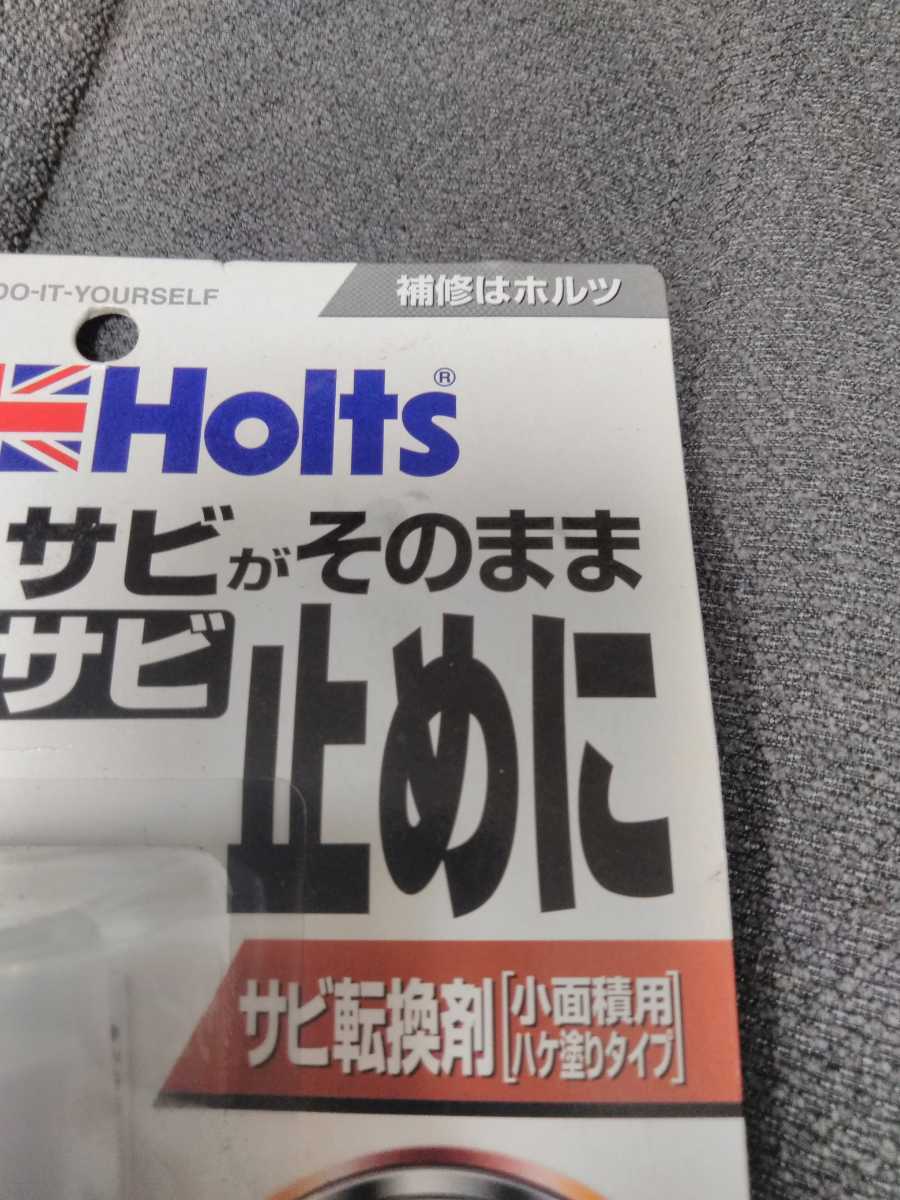 DO-IT-YOURSELF
補修はホルツ
Holts®
サビがそのまま
サビ止めに
サビ転換剤[小面積用
ハケ塗りタイプ]